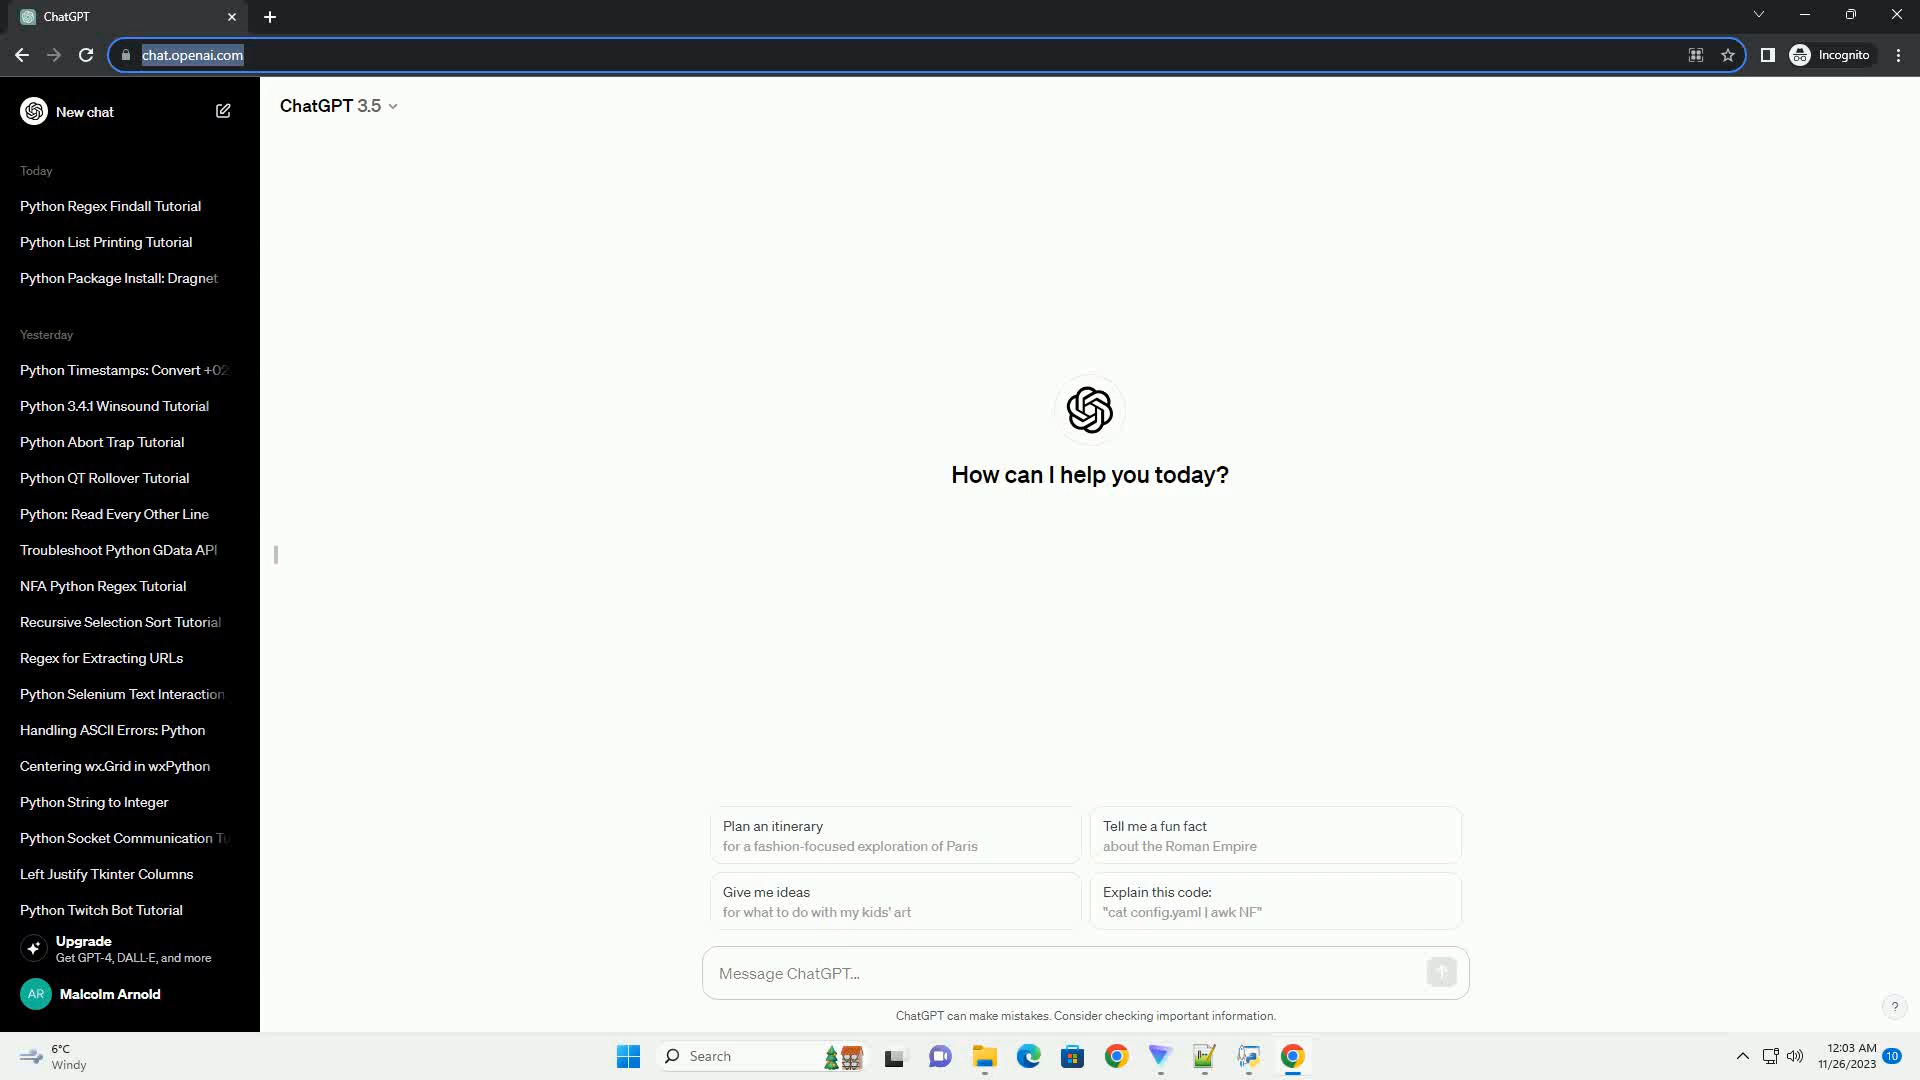 ChatGPT
chat.openai.com
Incognito
New chat
ChatGPT 3.5
Today
Python Regex Findall Tutorial
Python List Printing Tutorial
Python Package Install: Dragnet
Yesterday
Python Timestamps: Convert +02
Python 3.4.1 Winsound Tutorial
Python Abort Trap Tutorial
Python QT Rollover Tutorial
Python: Read Every Other Line
Troubleshoot Python GData API
NFA Python Regex Tutorial
Recursive Selection Sort Tutorial
Regex for Extracting URLs
Python Selenium Text Interaction
Handling ASCII Errors: Python
Centering wx.Grid in wxPython
Python String to Integer
Python Socket Communication Tu
Left Justify Tkinter Columns
Python Twitch Bot Tutorial
Upgrade
Get GPT-4, DALL·E, and more
AR
Malcolm Arnold
How can I help you today?
Plan an itinerary
for a fashion-focused exploration of Paris
Tell me a fun fact
about the Roman Empire
Give me ideas
for what to do with my kids' art
Explain this code:
"cat config.yaml | awk NF"
Message ChatGPT...
ChatGPT can make mistakes. Consider checking important information.
?
6°C
Windy
Search
12:03 AM
11/26/2023
10